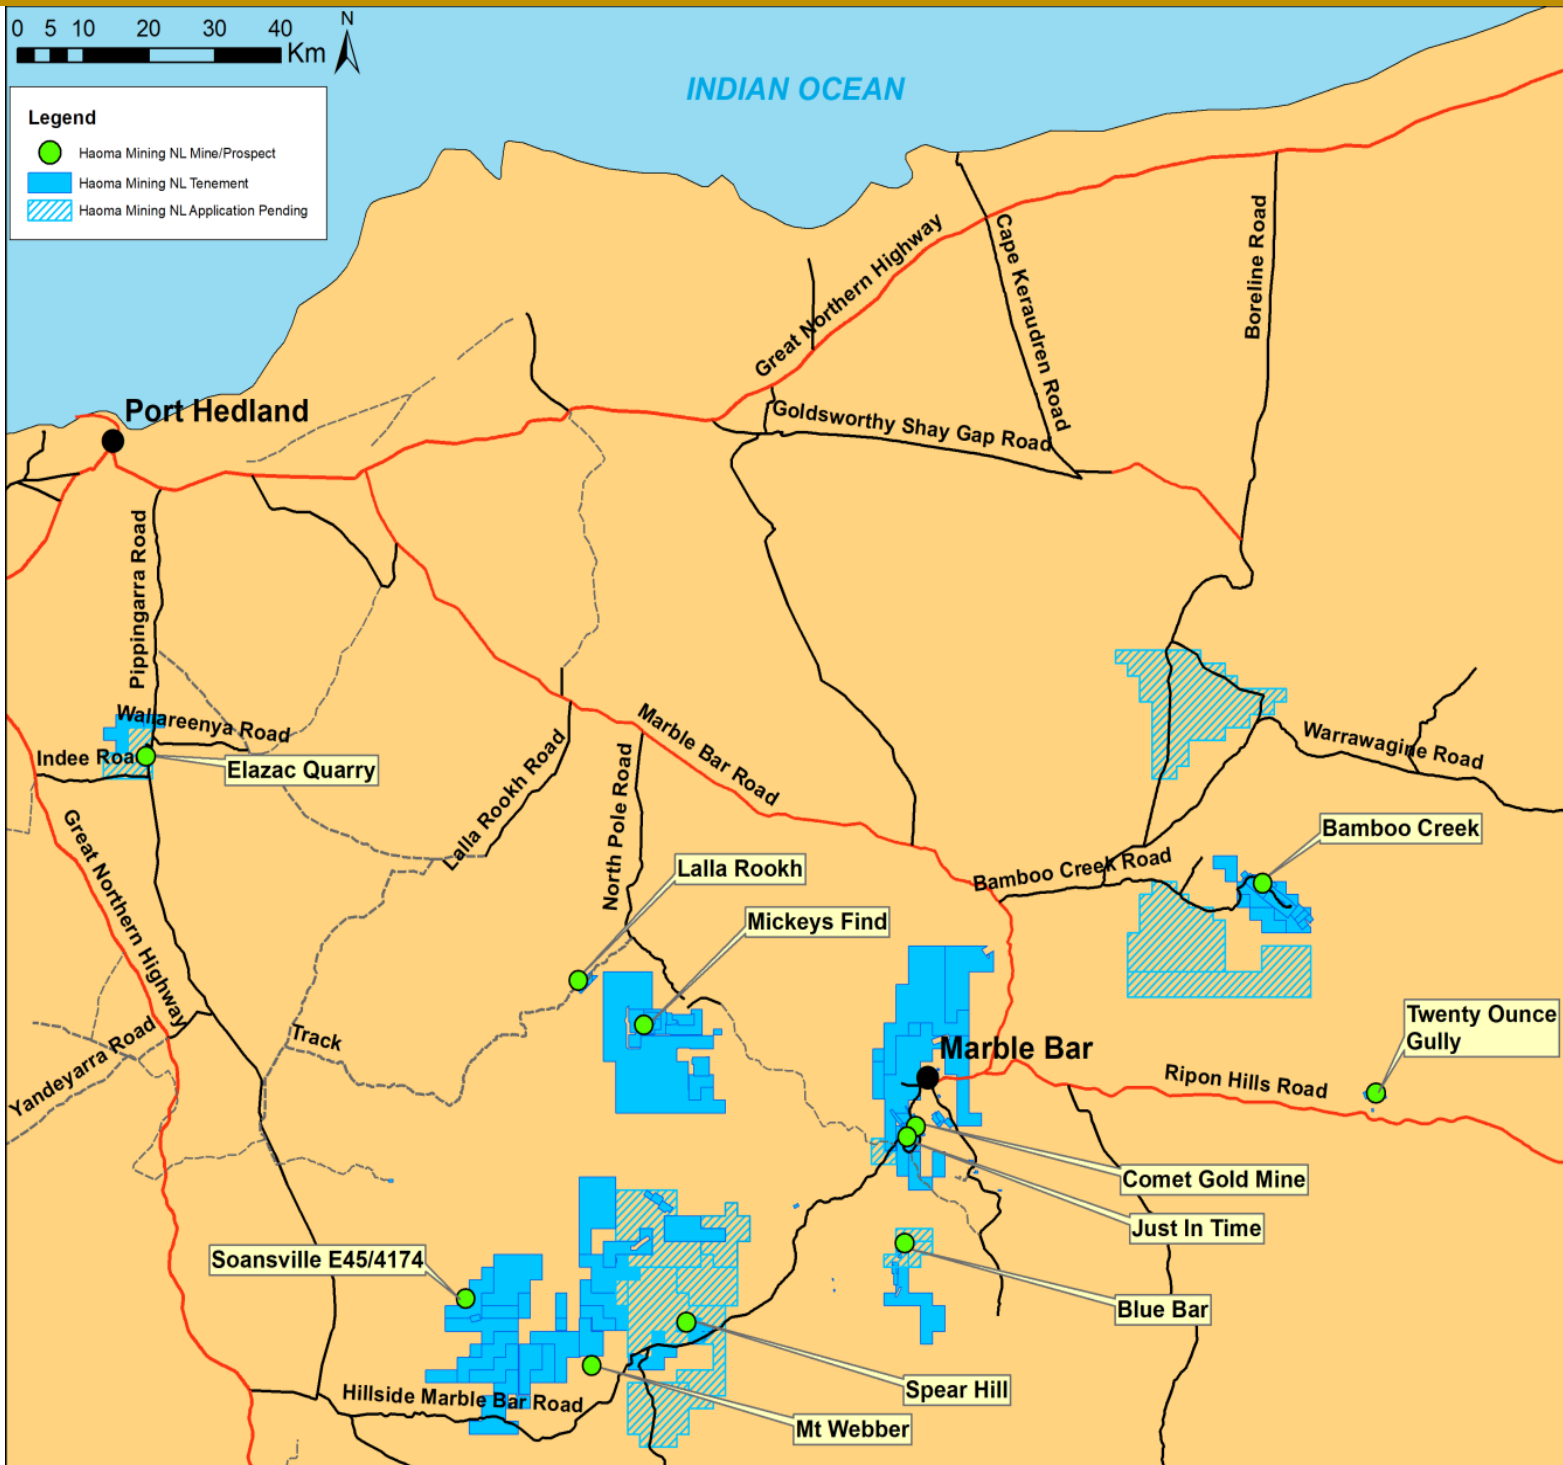 0 5 10 20 30 40
Km
N
INDIAN OCEAN
Legend
Haoma Mining NL Mine/Prospect
Haoma Mining NL Tenement
Haoma Mining NL Application Pending
Great Northern Highway
Cape Keraudren Road
Boreline Road
Port Hedland
Goldsworthy Shay Gap Road
Pippingarra Road
Wallareenya Road
Indee Road
Elazac Quarry
Marble Bar Road
Warrawagine Road
Lalla Rookh Road
North Pole Road
Great Northern Highway
Bamboo Creek
Lalla Rookh
Bamboo Creek Road
Mickeys Find
Twenty Ounce
Gully
Track
Marble Bar
Yandeyarra Road
Ripon Hills Road
Comet Gold Mine
Just In Time
Soansville E45/4174
Blue Bar
Spear Hill
Hillside Marble Bar Road
Mt Webber